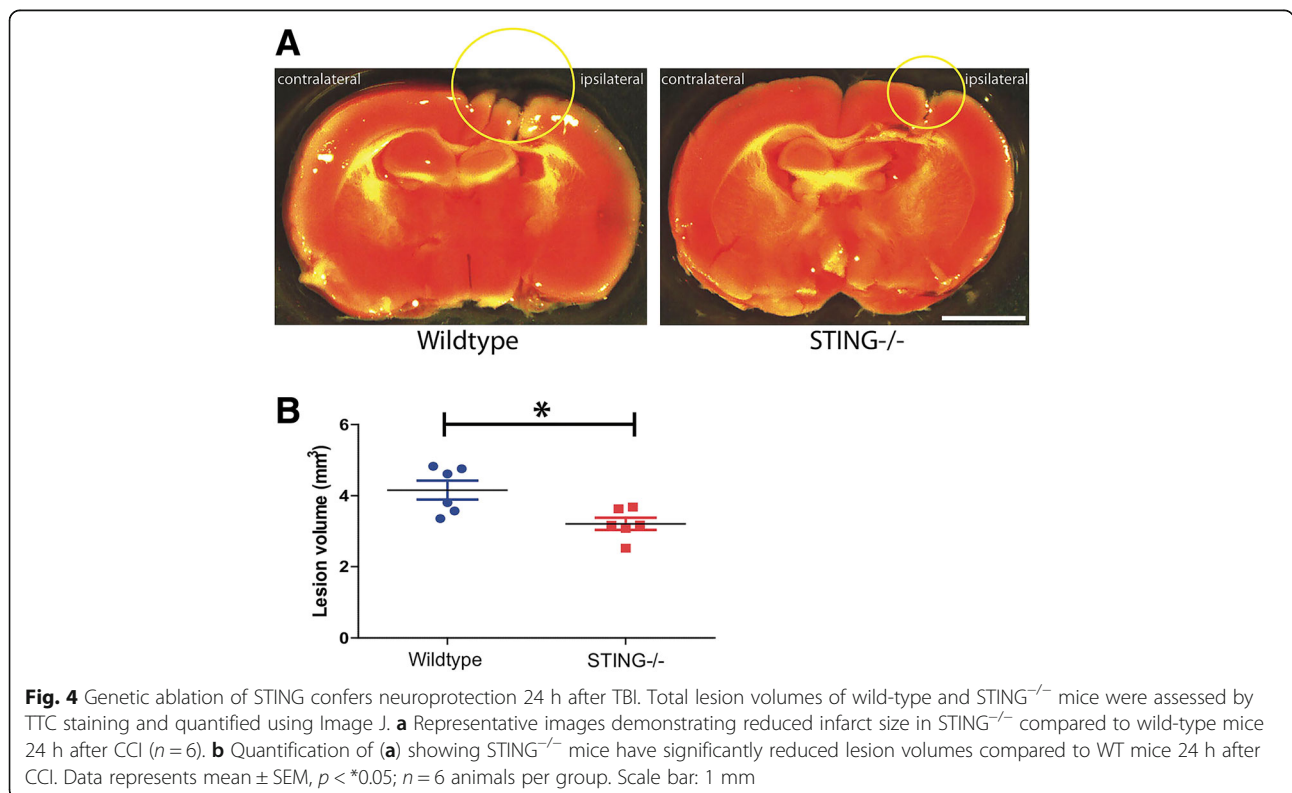 A
contralateral
ipsilateral
contralateral
ipsilateral
Wildtype
STING-/-
B
*
Lesion volume (mm³)
6
4
2
0
Wildtype
STING-/-
Fig. 4 Genetic ablation of STING confers neuroprotection 24 h after TBI. Total lesion volumes of wild-type and STING⁻/⁻ mice were assessed by
TTC staining and quantified using Image J. a Representative images demonstrating reduced infarct size in STING⁻/⁻ compared to wild-type mice
24 h after CCI (n = 6). b Quantification of (a) showing STING⁻/⁻ mice have significantly reduced lesion volumes compared to WT mice 24 h after
CCI. Data represents mean ± SEM, p < *0.05; n = 6 animals per group. Scale bar: 1 mm